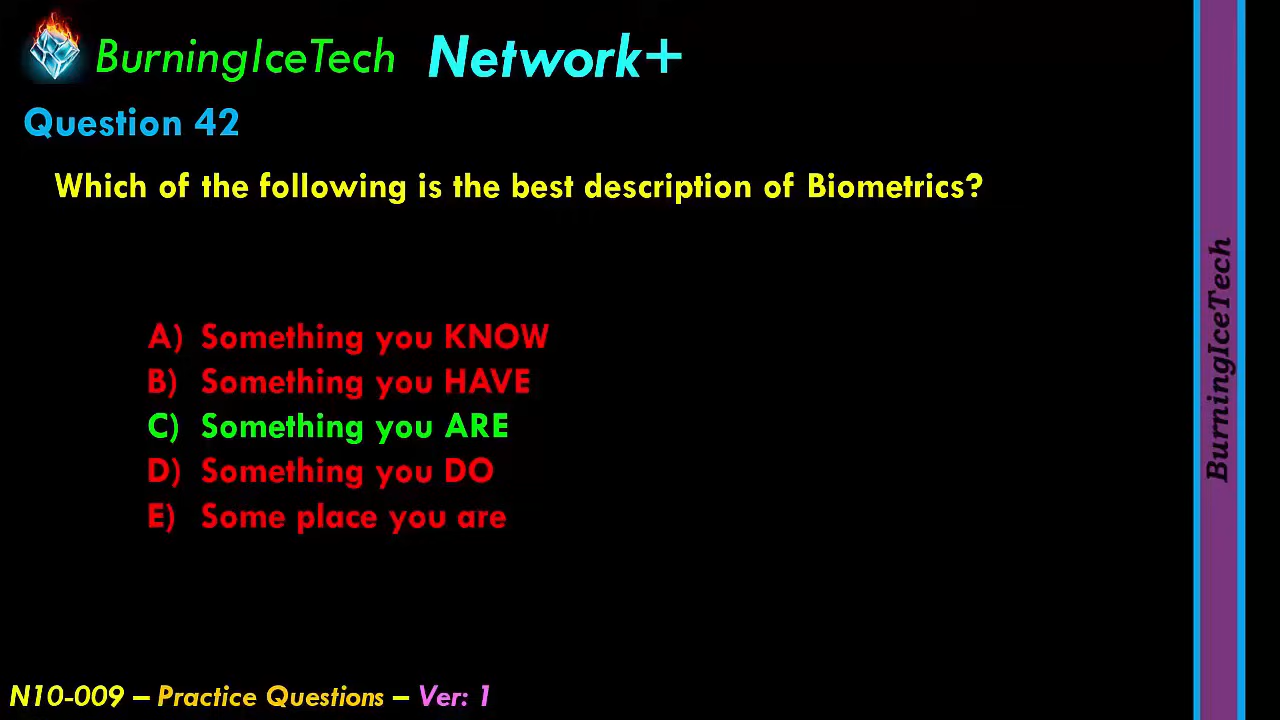 BurningIceTech Network+
Question 42
Which of the following is the best description of Biometrics?
A) Something you KNOW
B) Something you HAVE
C) Something you ARE
D) Something you DO
E) Some place you are
BurningIceTech
N10-009 – Practice Questions – Ver: 1